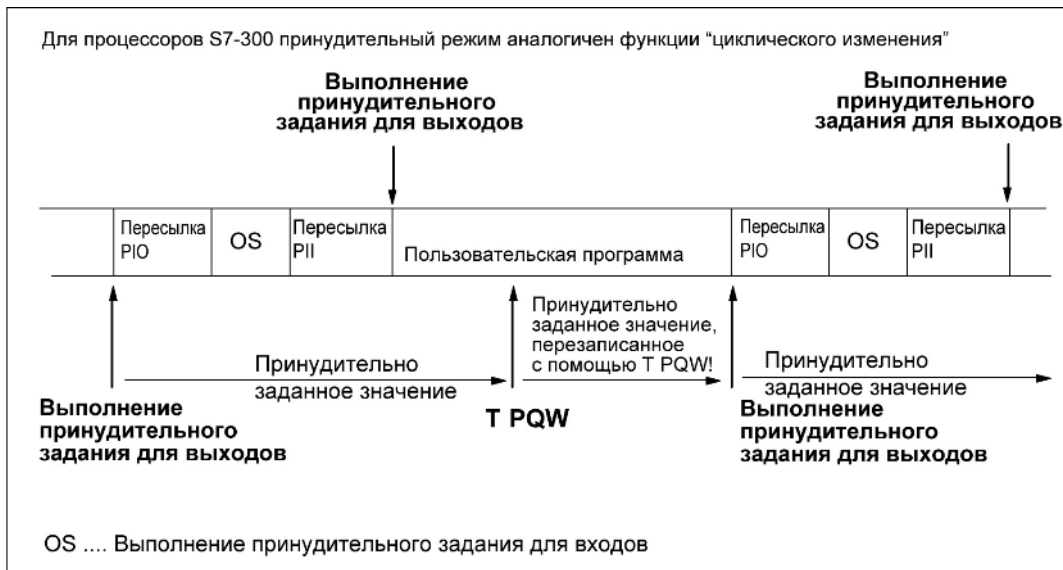 Для процессоров S7-300 принудительный режим аналогичен функции “циклического изменения”
Выполнение
принудительного
задания для выходов
Выполнение
принудительного
задания для выходов
Пересылка
PIO
OS
Пересылка
PII
Пользовательская программа
Пересылка
PIO
OS
Пересылка
PII
Принудительно
заданное значение
Принудительно
заданное значение,
перезаписанное
с помощью T PQW!
Принудительно
заданное значение
Выполнение
принудительного
задания для выходов
T PQW
Выполнение
принудительного
задания для выходов
OS .... Выполнение принудительного задания для входов